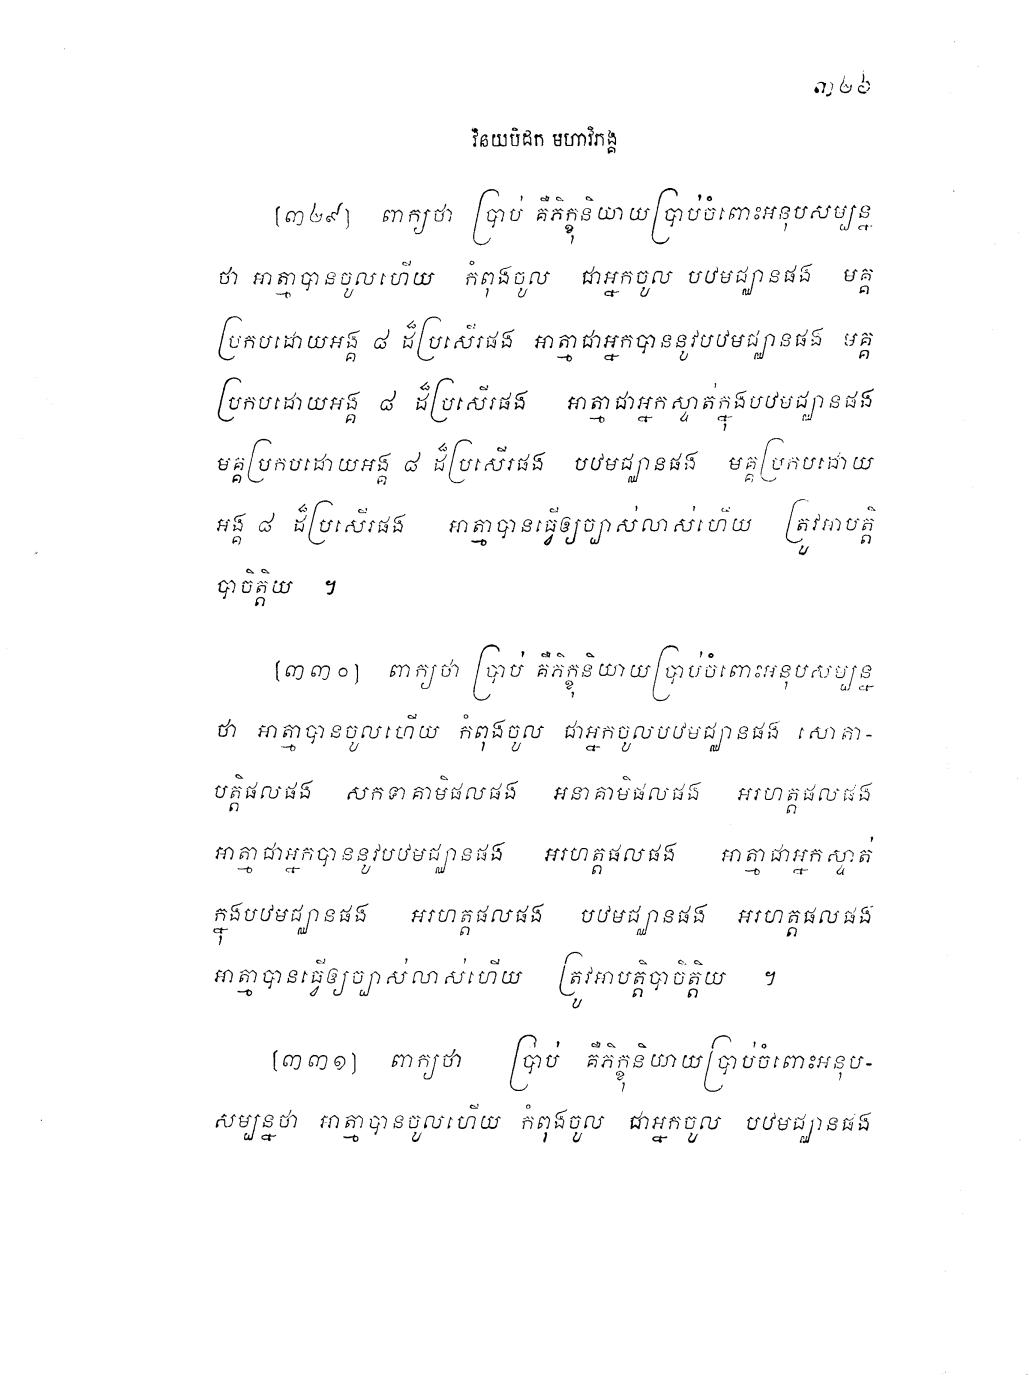 ៣២៦
វិនយបិដក មហាវិភង្គ
[៣២៩] ពាក្យថា ប្រាប់ គឺភិក្ខុនិយាយប្រាប់ចំពោះអនុបសម្បន្ន
ថា អាត្មាបានចូលហើយ កំពុងចូល ជាអ្នកចូល បឋមជ្ឈានផង មគ្គ
ប្រកបដោយអង្គ ៨ ដ៏ប្រសើរផង អាត្មាជាអ្នកបាននូវបឋមជ្ឈានផង មគ្គ
ប្រកបដោយអង្គ ៨ ដ៏ប្រសើរផង អាត្មាជាអ្នកស្ទាត់ក្នុងបឋមជ្ឈានផង
មគ្គប្រកបដោយអង្គ ៨ ដ៏ប្រសើរផង បឋមជ្ឈានផង មគ្គប្រកបដោយ
អង្គ ៨ ដ៏ប្រសើរផង អាត្មាបានធ្វើឲ្យច្បាស់លាស់ហើយ ត្រូវអាបត្តិ
បាចិត្តិយ ។
[៣៣០] ពាក្យថា ប្រាប់ គឺភិក្ខុនិយាយប្រាប់ចំពោះអនុបសម្បន្ន
ថា អាត្មាបានចូលហើយ កំពុងចូល ជាអ្នកចូលបឋមជ្ឈានផង សោតា-
បត្តិផលផង សកទាគាមិផលផង អនាគាមិផលផង អរហត្តផលផង
អាត្មាជាអ្នកបាននូវបឋមជ្ឈានផង អរហត្តផលផង អាត្មាជាអ្នកស្ទាត់
ក្នុងបឋមជ្ឈានផង អរហត្តផលផង បឋមជ្ឈានផង អរហត្តផលផង
អាត្មាបានធ្វើឲ្យច្បាស់លាស់ហើយ ត្រូវអាបត្តិបាចិត្តិយ ។
[៣៣១] ពាក្យថា ប្រាប់ គឺភិក្ខុនិយាយប្រាប់ចំពោះអនុប-
សម្បន្នថា អាត្មាបានចូលហើយ កំពុងចូល ជាអ្នកចូល បឋមជ្ឈានផង